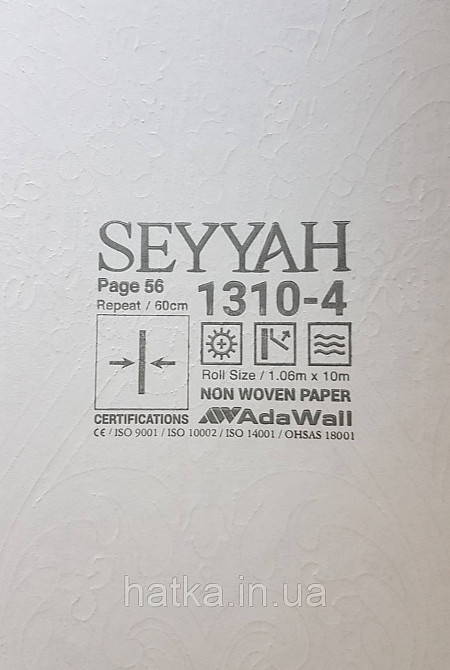 SEYYAH
Page 56
Repeat / 60cm
1310-4
Roll Size / 1.06m x 10m
NON WOVEN PAPER
CERTIFICATIONS
AdaWall
CE / ISO 9001 / ISO 10002 / ISO 14001 / OHSAS 18001
hatka.in.ua